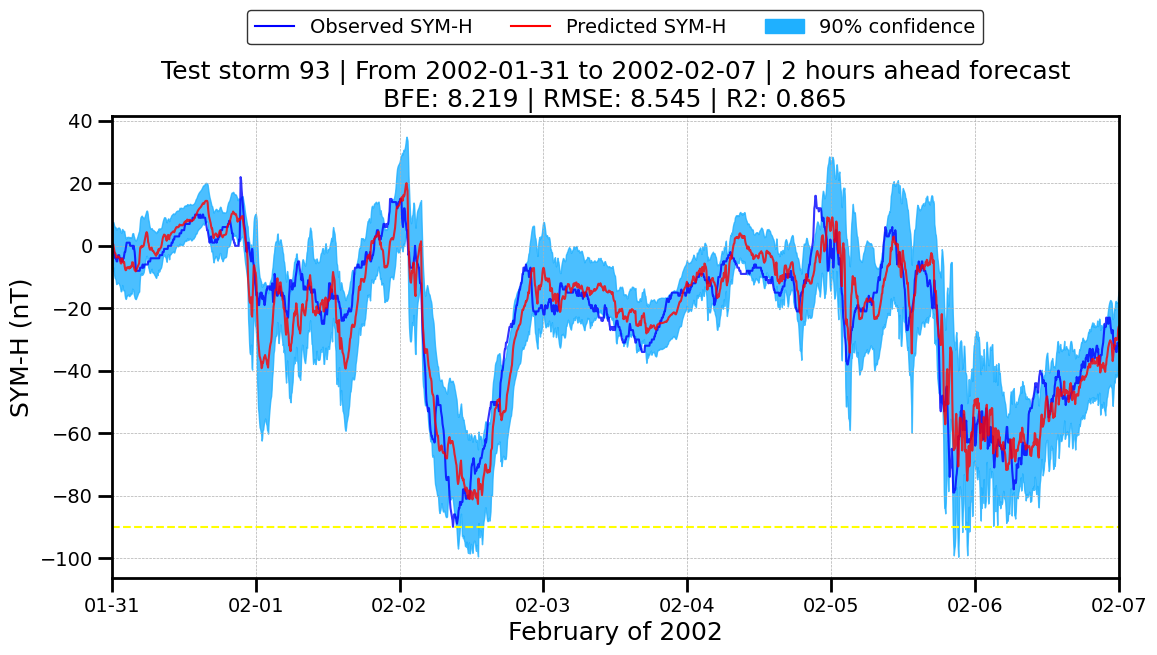 Observed SYM-H Predicted SYM-H 90% confidence
Test storm 93 | From 2002-01-31 to 2002-02-07 | 2 hours ahead forecast
BFE: 8.219 | RMSE: 8.545 | R2: 0.865
SYM-H (nT)
40
20
0
−20
−40
−60
−80
−100
01-31 02-01 02-02 02-03 02-04 02-05 02-06 02-07
February of 2002